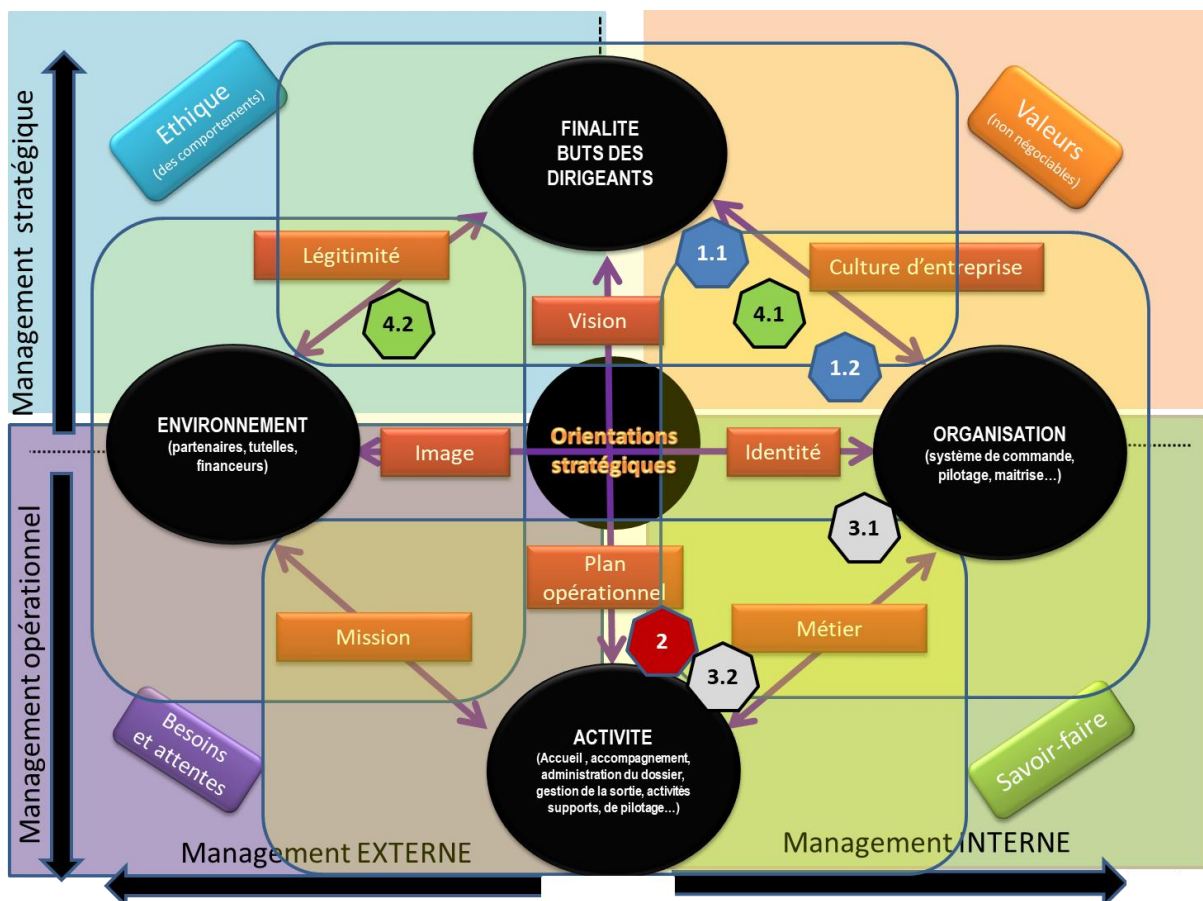 Management stratégique
Ethique
(des comportements)
FINALITE
BUTS DES
DIRIGEANTS
Valeurs
(non négociables)
Légitimité
1.1
Culture d’entreprise
4.2
Vision
4.1
1.2
ENVIRONNEMENT
(partenaires, tutelles,
financeurs)
Image
Orientations
stratégiques
Identité
ORGANISATION
(système de commande,
pilotage, maitrise…)
Management opérationnel
3.1
Plan
opérationnel
Mission
2
Métier
3.2
Besoins
et attentes
ACTIVITE
(Accueil , accompagnement,
administration du dossier,
gestion de la sortie, activités
supports, de pilotage…)
Savoir-faire
Management EXTERNE
Management INTERNE